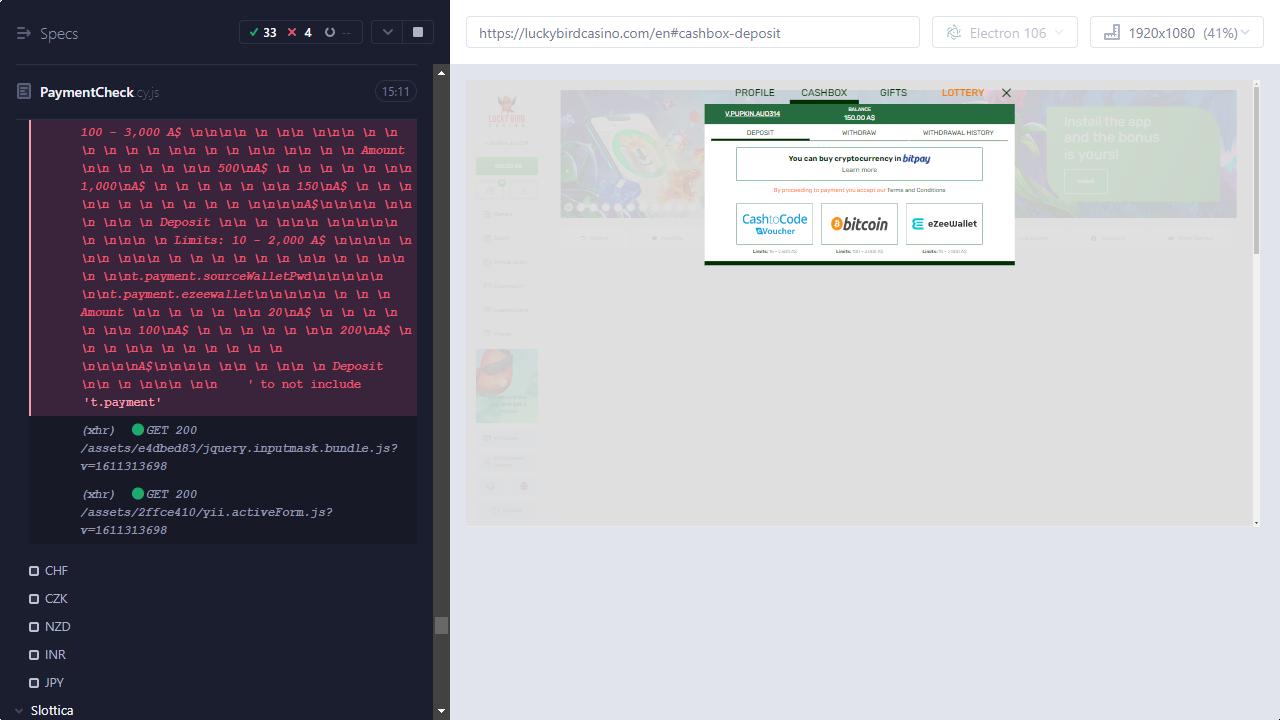 Specs
33
4
--
PaymentCheck.cy.js
15:11
100 - 3,000 A$ \n\n\n\n \n \n\n \n\n\n \n \n
\n \n \n \n \n\n \n \n \n\n \n \n \n Amount
\n\n \n \n \n \n\n 500\nA$ \n \n \n \n \n \n\n
1,000\nA$ \n \n \n \n \n \n\n 150\nA$ \n \n \n
\n \n\n \n \n \n \n \n \n\n\n\nA$\n\n\n\n \n\n
\n \n \n\n \n Deposit \n\n \n \n\n\n \n\n\n\n\n\n
\n \n\n\n \n Limits: 10 - 2,000 A$ \n\n\n\n \n
\n \n\n\n\n \n \n \n \n \n\n \n \n \n\n \n \n
\n \n\nt.payment.sourceWalletPwd\n\n\n\n\n
\n\nt.payment.ezeewallet\n\n\n\n\n \n \n \n
Amount \n\n \n \n \n \n\n 20\nA$ \n \n \n \n
\n \n\n 100\nA$ \n \n \n \n \n \n\n 200\nA$ \n
\n \n \n\n \n \n \n \n \n
\n\n\n\nA$\n\n\n\n \n\n \n \n\n \n Deposit
\n\n \n \n\n\n \n\n ' to not include
't.payment'
(xhr) GET 200
/assets/e4dbed83/jquery.inputmask.bundle.js?
v=1611313698
(xhr) GET 200
/assets/2ffce410/yii.activeForm.js?
v=1611313698
CHF
CZK
NZD
INR
JPY
Slottica
https://luckybirdcasino.com/en#cashbox-deposit
Electron 106
1920x1080 (41%)
PROFILE CASHBOX GIFTS LOTTERY
V.PUPKIN.AUD314
BALANCE
150.00 A$
DEPOSIT WITHDRAW WITHDRAWAL HISTORY
You can buy cryptocurrency in bitpay
Learn more
By proceeding to payment you accept our Terms and Conditions
CashtoCode
eVoucher
bitcoin
eZeeWallet
Limits:
Limits:
Limits:
Install the app
and the bonus
is yours!
LUCKY BIRD